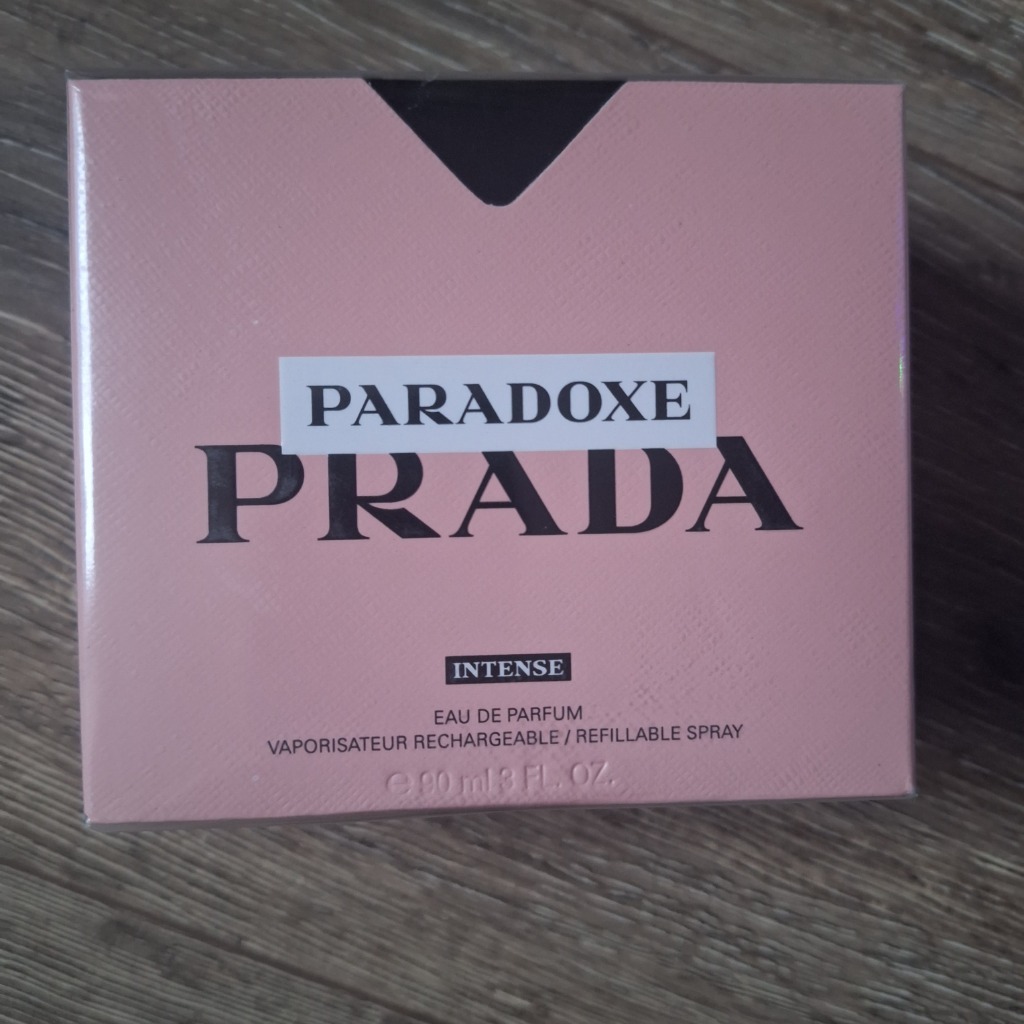 PARADOXE
PRADA
INTENSE
EAU DE PARFUM
VAPORISATEUR RECHARGEABLE / REFILLABLE SPRAY
℮ 90 ml 3 FL. OZ.